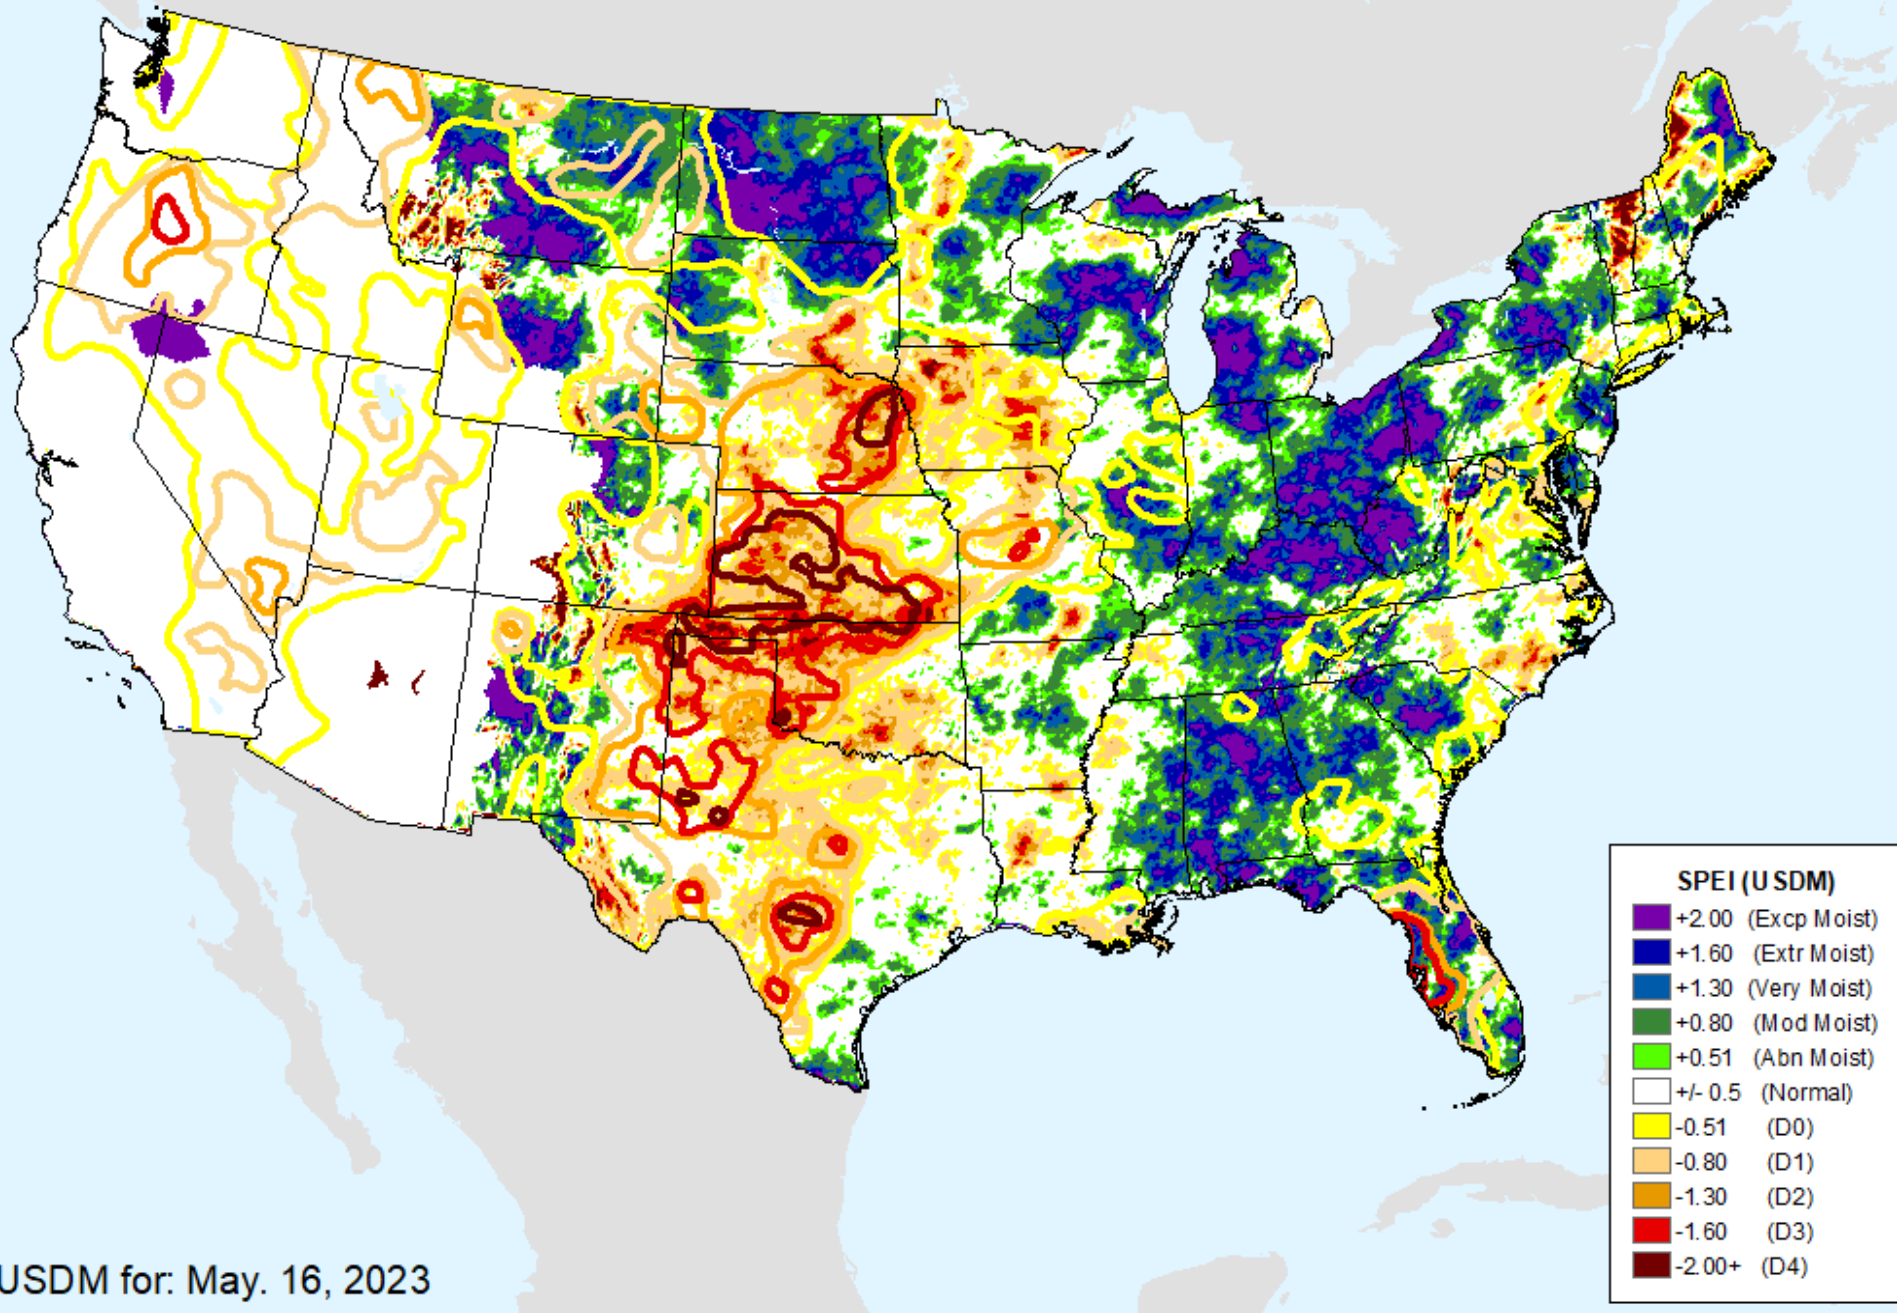 SPEI (USDM)
+2.00 (Excp Moist)
+1.60 (Extr Moist)
+1.30 (Very Moist)
+0.80 (Mod Moist)
+0.51 (Abn Moist)
+/- 0.5 (Normal)
-0.51 (D0)
-0.80 (D1)
-1.30 (D2)
-1.60 (D3)
-2.00+ (D4)
USDM for: May. 16, 2023